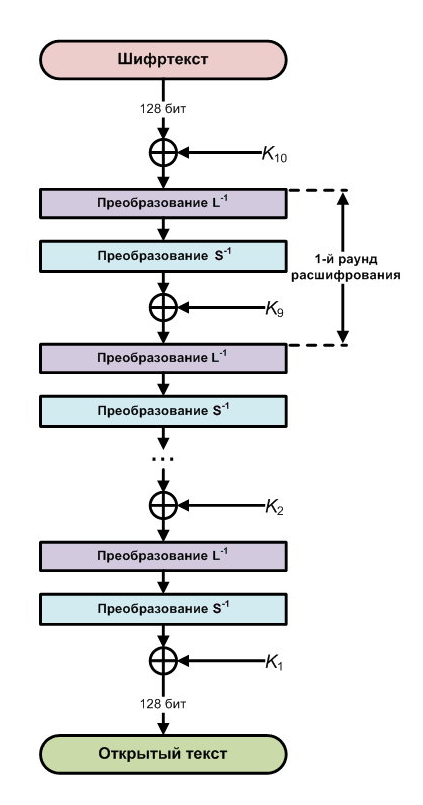 Шифртекст
128 бит
K10
Преобразование L-1
Преобразование S-1
1-й раунд
расшифрования
K9
Преобразование L-1
Преобразование S-1
...
K2
Преобразование L-1
Преобразование S-1
K1
128 бит
Открытый текст